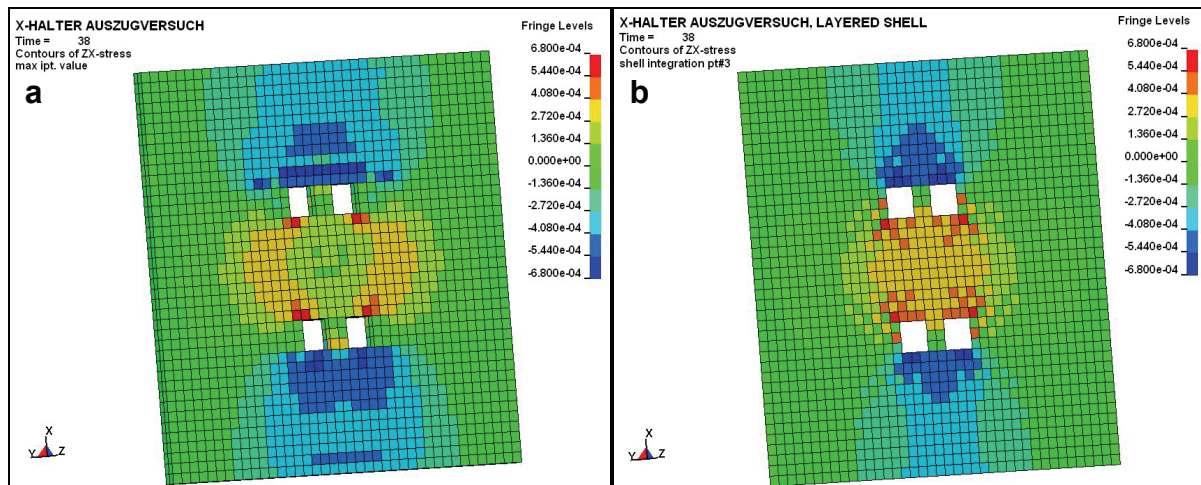 X-HALTER AUSZUGVERSUCH
Time = 38
Contours of ZX-stress
max ipt. value
a
Fringe Levels
6.800e-04
5.440e-04
4.080e-04
2.720e-04
1.360e-04
0.000e+00
-1.360e-04
-2.720e-04
-4.080e-04
-5.440e-04
-6.800e-04
X
Y
Z
X-HALTER AUSZUGVERSUCH, LAYERED SHELL
Time = 38
Contours of ZX-stress
shell integration pt#3
b
Fringe Levels
6.800e-04
5.440e-04
4.080e-04
2.720e-04
1.360e-04
0.000e+00
-1.360e-04
-2.720e-04
-4.080e-04
-5.440e-04
-6.800e-04
X
Y
Z